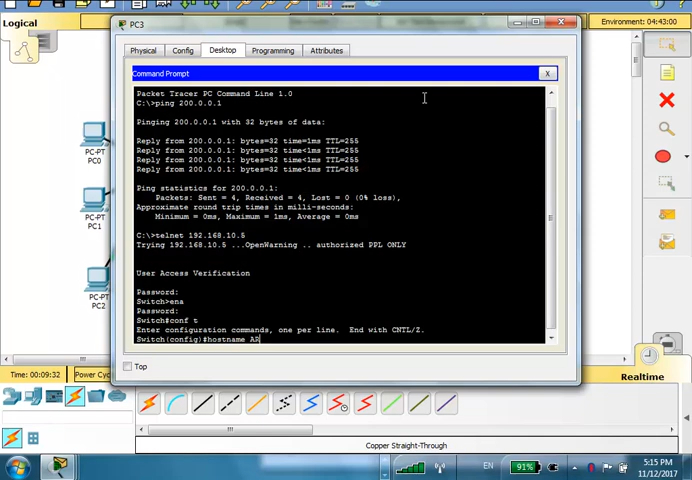 Logical
Environment: 04:43:00
PC3
Physical
Config
Desktop
Programming
Attributes
Command Prompt
X
Packet Tracer PC Command Line 1.0
C:\>ping 200.0.0.1
Pinging 200.0.0.1 with 32 bytes of data:
Reply from 200.0.0.1: bytes=32 time=1ms TTL=255
Reply from 200.0.0.1: bytes=32 time<1ms TTL=255
Reply from 200.0.0.1: bytes=32 time<1ms TTL=255
Reply from 200.0.0.1: bytes=32 time<1ms TTL=255
Ping statistics for 200.0.0.1:
Packets: Sent = 4, Received = 4, Lost = 0 (0% loss),
Approximate round trip times in milli-seconds:
Minimum = 0ms, Maximum = 1ms, Average = 0ms
C:\>telnet 192.168.10.5
Trying 192.168.10.5 ...OpenWarning .. authorized PPL ONLY
User Access Verification
Password:
Switch>ena
Password:
Switch#conf t
Enter configuration commands, one per line. End with CNTL/Z.
Switch(config)#hostname AR
PC-PT
PC0
PC-PT
PC1
PC-PT
PC2
Top
Time: 00:09:32
Power Cyc
Realtime
Copper Straight-Through
EN
91%
5:15 PM
11/12/2017